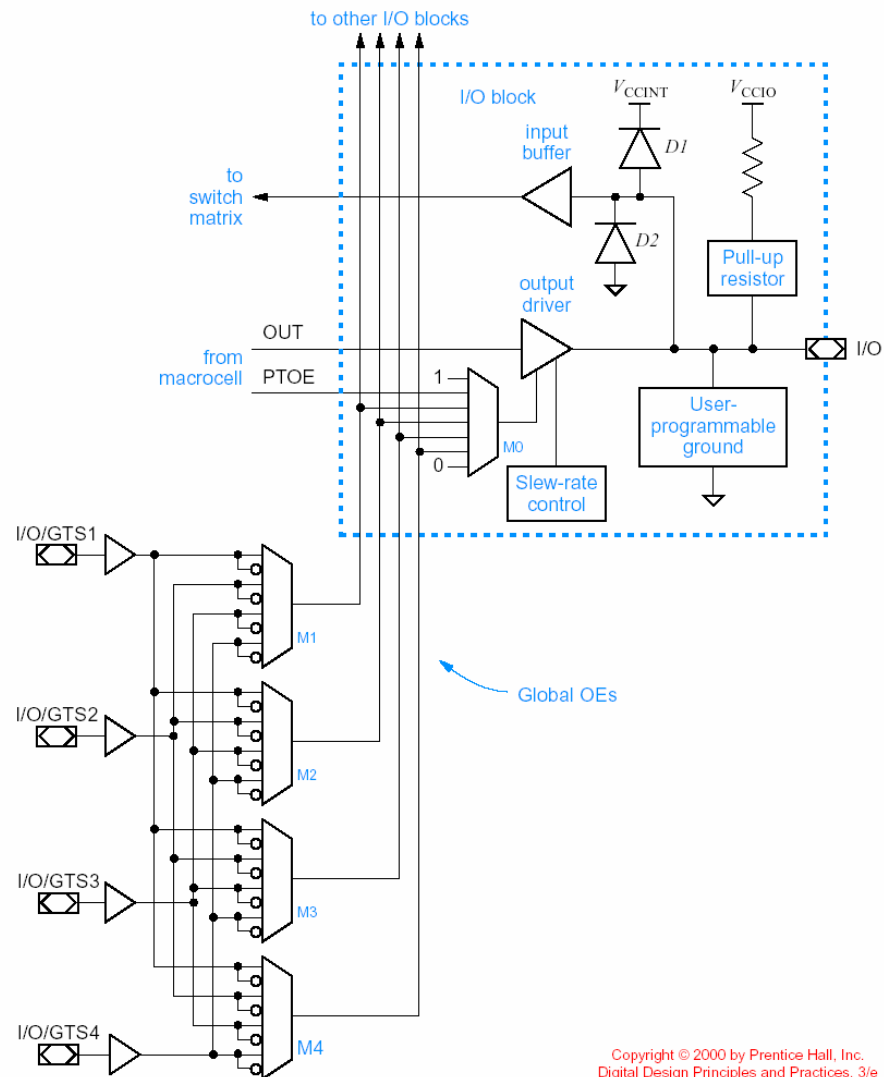 to other I/O blocks
I/O block
VCCINT
VCCIO
D1
input
buffer
to
switch
matrix
D2
Pull-up
resistor
output
driver
OUT
from
macrocell
PTOE
I/O
1
M0
0
User-
programmable
ground
Slew-rate
control
I/O/GTS1
M1
Global OEs
I/O/GTS2
M2
I/O/GTS3
M3
I/O/GTS4
M4
Copyright © 2000 by Prentice Hall, Inc.
Digital Design Principles and Practices, 3/e